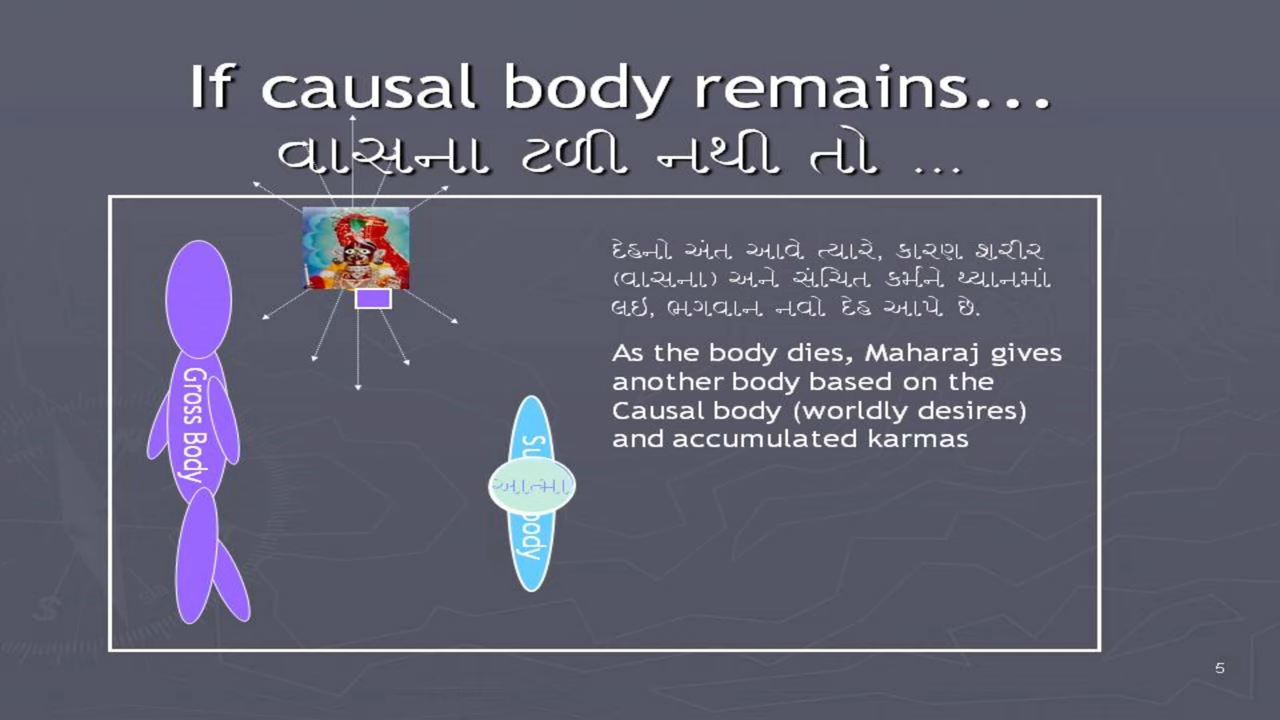 If causal body remains...
વાસના ટળી નથી તો ...
દેહનો અંત આવે ત્યારે, કારણ શરીર
(વાસના) અને સંચિત કર્મને ધ્યાનમાં
લઇ, ભગવાન નવો દેહ આપે છે.
As the body dies, Maharaj gives
another body based on the
Causal body (worldly desires)
and accumulated karmas
Gross Body
આત્મા
body
5